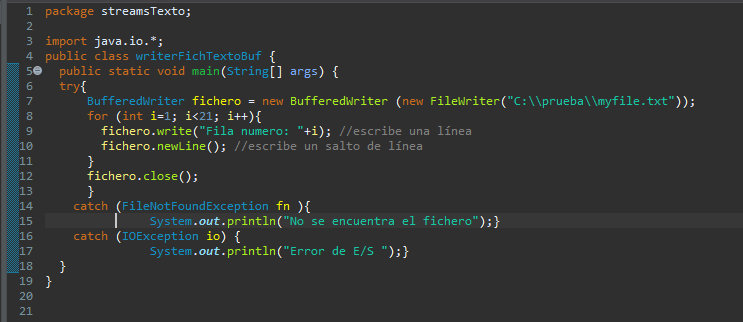 1 package streamsTexto;
2
3 import java.io.*;
4 public class writerFichTextoBuf {
5   public static void main(String[] args) {
6   try{
7       BufferedWriter fichero = new BufferedWriter (new FileWriter("C:\\prueba\\myfile.txt"));
8       for (int i=1; i<21; i++){
9         fichero.write("Fila numero: "+i); //escribe una línea
10         fichero.newLine(); //escribe un salto de línea
11       }
12       fichero.close();
13       }
14     catch (FileNotFoundException fn ){
15                System.out.println("No se encuentra el fichero");}
16     catch (IOException io) {
17                System.out.println("Error de E/S ");}
18   }
19 }
20
21